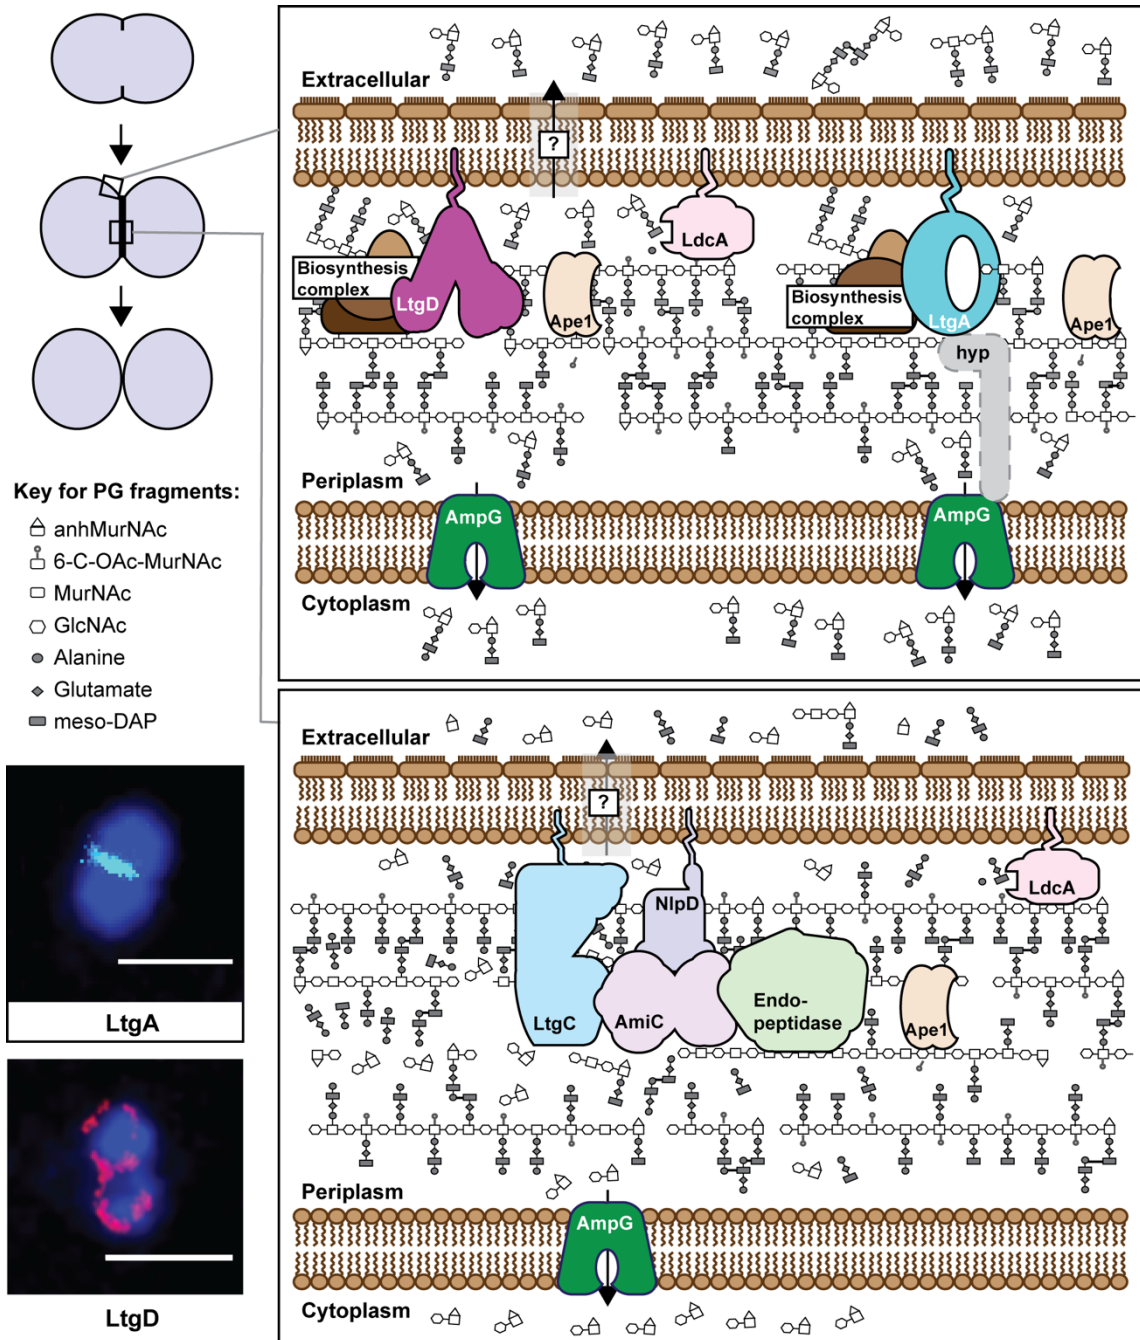 Extracellular
?
LdcA
Biosynthesis
complex
LtgD
Ape1
Biosynthesis
complex
LtgA
Ape1
hyp
Periplasm
AmpG
AmpG
Cytoplasm
Key for PG fragments:
anhMurNAc
6-C-OAc-MurNAc
MurNAc
GlcNAc
Alanine
Glutamate
meso-DAP
LtgA
LtgD
Extracellular
?
LdcA
NlpD
LtgC
AmiC
Endo-
peptidase
Ape1
Periplasm
AmpG
Cytoplasm